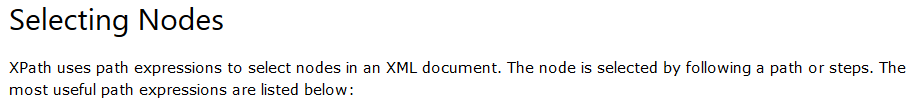 Selecting Nodes
XPath uses path expressions to select nodes in an XML document. The node is selected by following a path or steps. The
most useful path expressions are listed below: